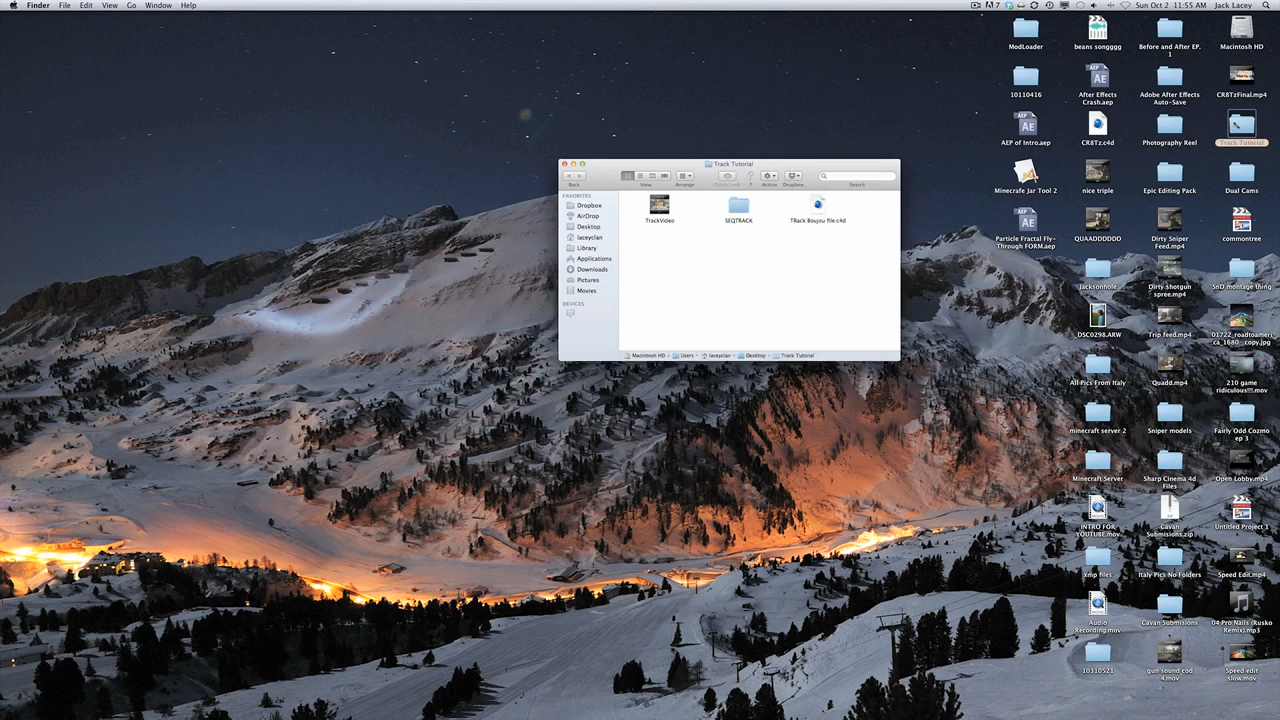 Finder File Edit View Go Window Help
7 Sun Oct 2 11:55 AM Jack Lacey
ModLoader
beans songggg
Before and After EP.
1
Macintosh HD
10110416
After Effects
Crash.aep
Adobe After Effects
Auto-Save
CR8TzFinal.mp4
AEP of Intro.aep
CR8Tz.c4d
Photography Reel
Track Tutorial
Minecrafe Jar Tool 2
nice triple
Epic Editing Pack
Dual Cams
Particle Fractal Fly-
Through FORM.aep
QUAADDDDDD
Dirty Sniper
Feed.mp4
commontree
Jacksonhole
Dirty shotgun
spree.mp4
SnD montage thing
DSC0298.ARW
Trip feed.mp4
01722_roadtoameri
ca_1680...copy.jpg
All Pics From Italy
Quadd.mp4
210 game
ridiculous!!!.mov
minecraft server 2
Sniper models
Fairly Odd Cozmo
ep 3
Minecraft Server
Sharp Cinema 4d
Files
Open Lobby.mp4
INTRO FOR
YOUTUBE.mov
Cavan
Submisions.zip
Untitled Project 1
xmp files
Italy Pics No Folders
Speed Edit.mp4
Audio
Recording.mov
Cavan Submisions
04 Pro Nails (Rusko
Remix).mp3
10310521
gun sound cod
4.mov
Speed edit
slow.mov
Track Tutorial
Back View Arrange Quick Look Action Dropbox Search
FAVORITES
Dropbox
AirDrop
Desktop
laceyclan
Library
Applications
Downloads
Pictures
Movies
DEVICES
TrackVideo
SEQTRACK
TRack Boujou file.c4d
Macintosh HD Users laceyclan Desktop Track Tutorial